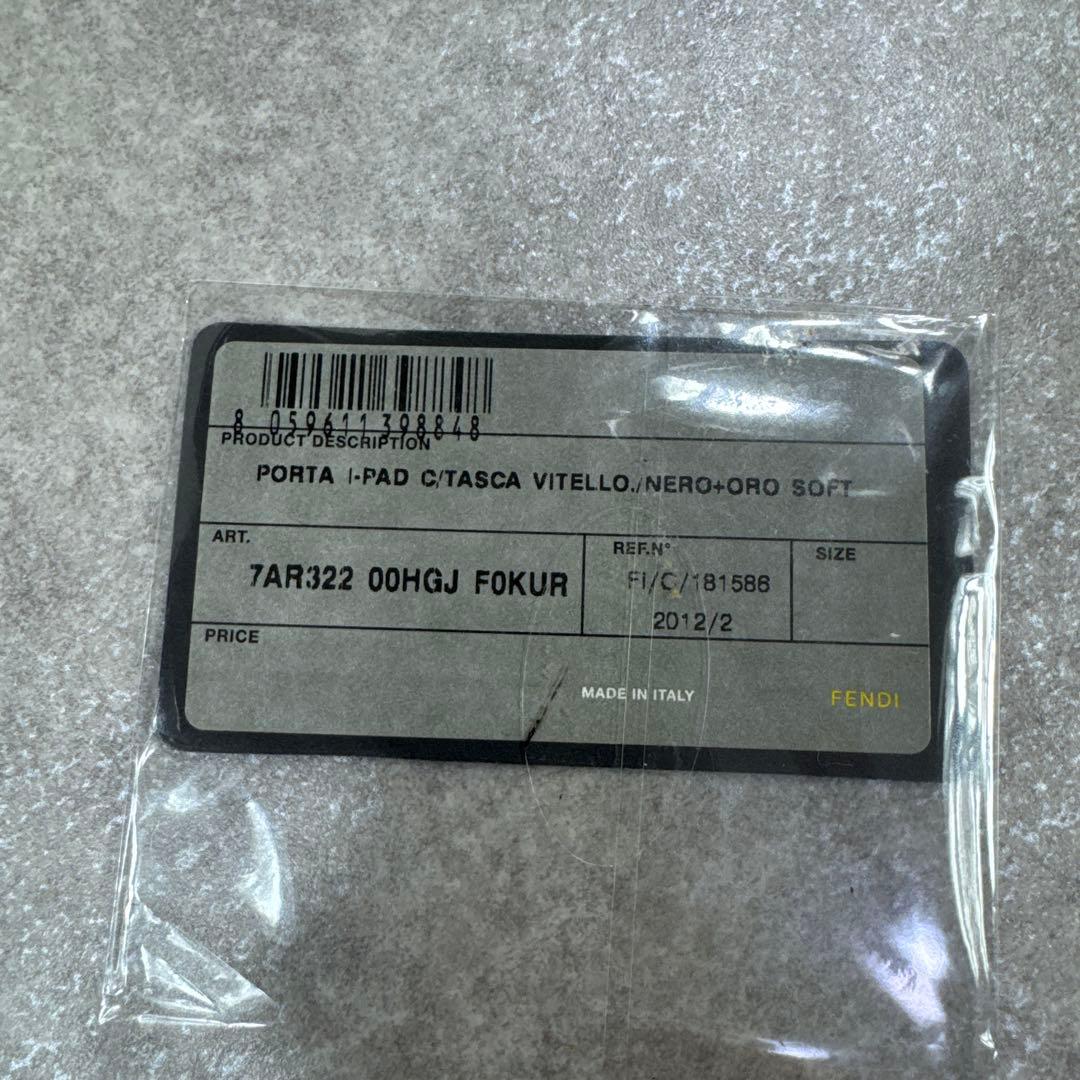 8 059611 398848
PRODUCT DESCRIPTION
PORTA I-PAD C/TASCA VITELLO./NERO+ORO SOFT
ART.
7AR322 00HGJ F0KUR
REF.N°
FI/C/181586
2012/2
SIZE
PRICE
MADE IN ITALY
FENDI